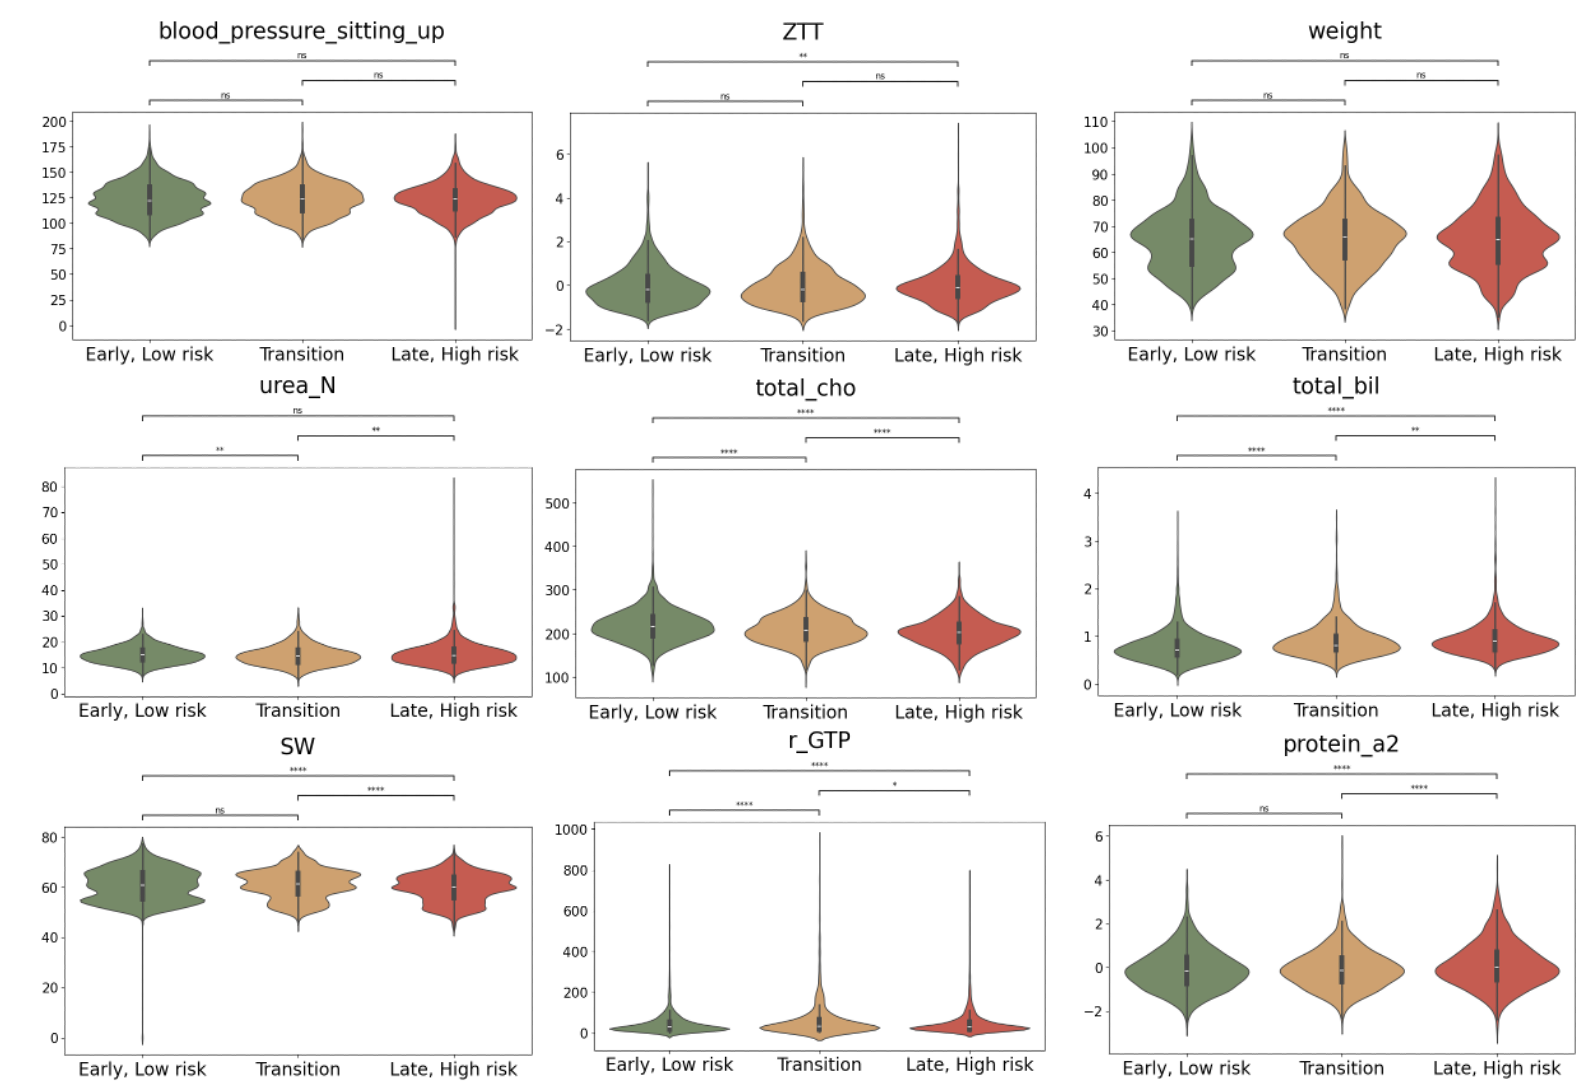 blood_pressure_sitting_up
ZTT
weight
ns
**
ns
ns
ns
ns
ns
ns
ns
200
175
150
125
100
75
50
25
0
6
4
2
0
−2
110
100
90
80
70
60
50
40
30
Early, Low risk Transition Late, High risk
Early, Low risk Transition Late, High risk
Early, Low risk Transition Late, High risk
urea_N
total_cho
total_bil
ns
**
**
****
****
****
****
**
****
80
70
60
50
40
30
20
10
0
500
400
300
200
100
4
3
2
1
0
Early, Low risk Transition Late, High risk
Early, Low risk Transition Late, High risk
Early, Low risk Transition Late, High risk
SW
r_GTP
protein_a2
****
****
ns
****
*
****
****
****
ns
80
60
40
20
0
1000
800
600
400
200
0
6
4
2
0
−2
Early, Low risk Transition Late, High risk
Early, Low risk Transition Late, High risk
Early, Low risk Transition Late, High risk